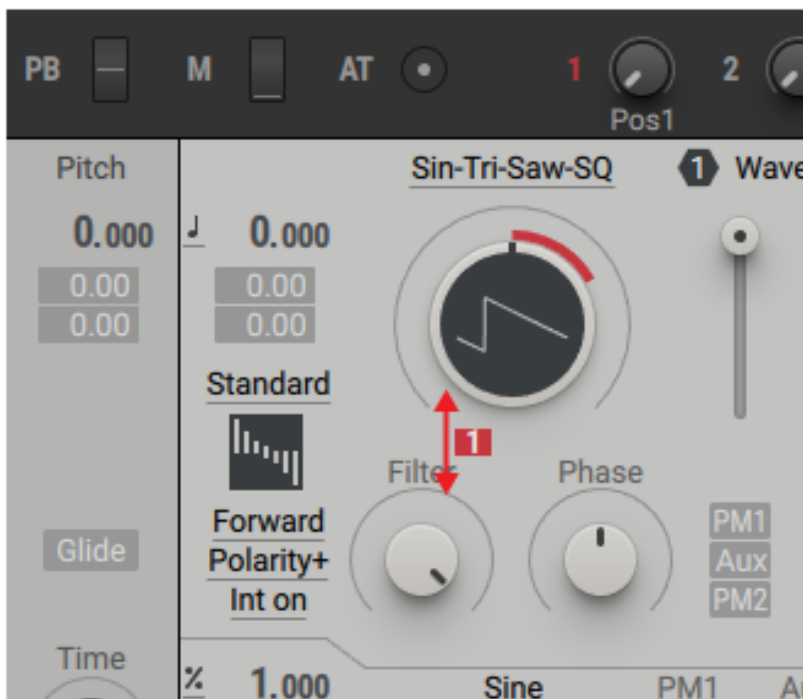 PB M AT 1 2
Pos1
Pitch Sin-Tri-Saw-SQ 1 Wave
0.000 0.000
0.00 0.00
0.00 0.00
Standard
1
Filter Phase
Forward PM1
Glide Polarity+ Aux
Int on PM2
Time
% 1.000 Sine PM1